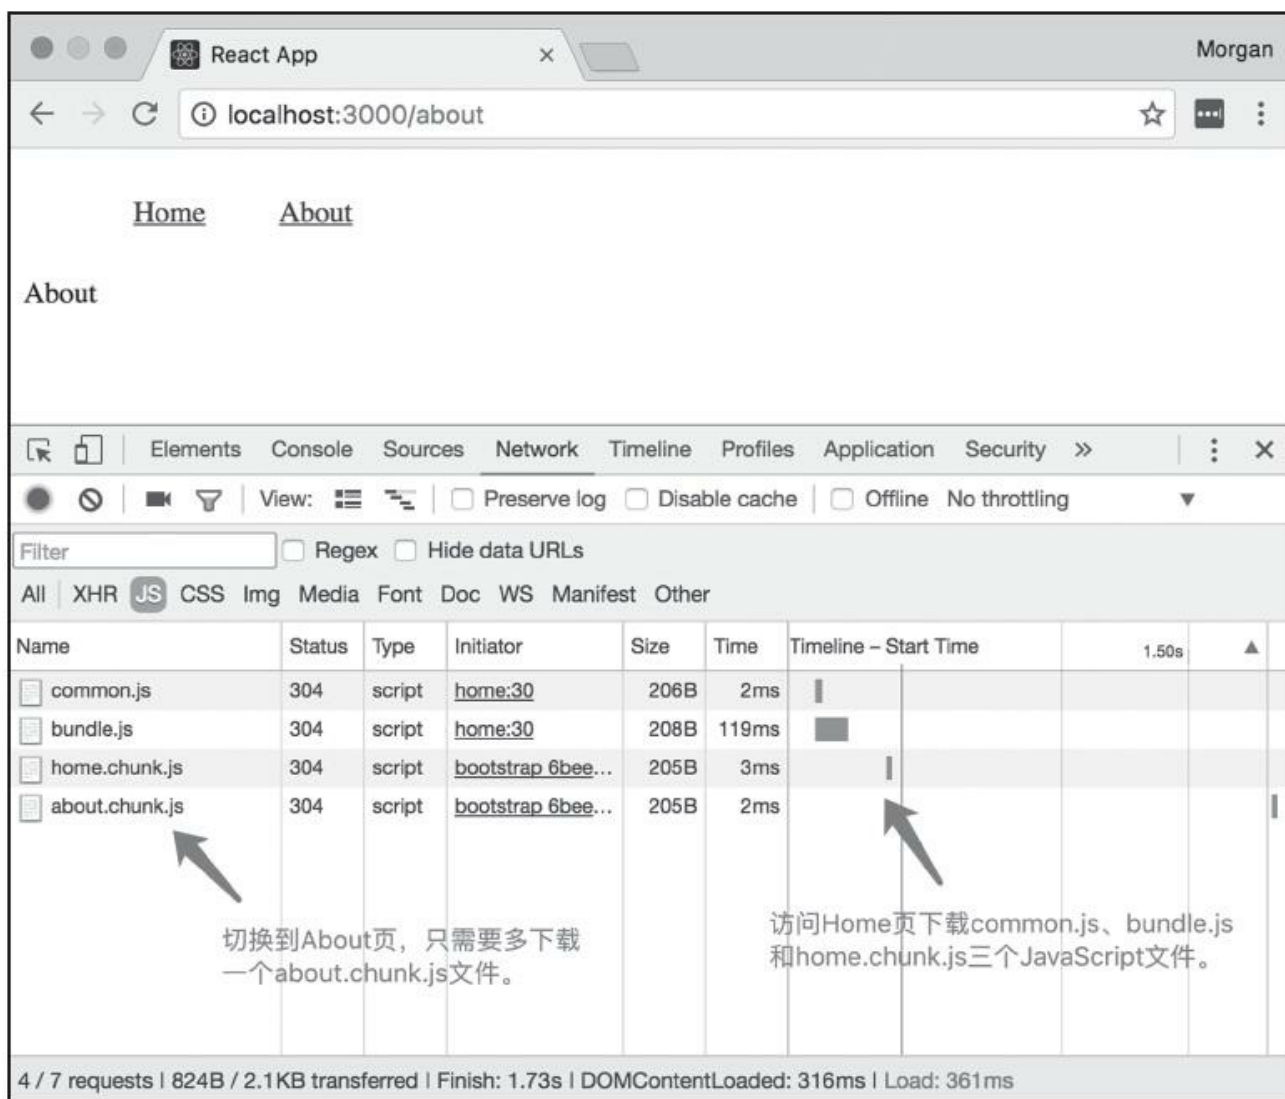 React App × Morgan
localhost:3000/about
Home About
About
Elements Console Sources Network Timeline Profiles Application Security »
View: Preserve log Disable cache Offline No throttling
Filter Regex Hide data URLs
All XHR JS CSS Img Media Font Doc WS Manifest Other
Name Status Type Initiator Size Time Timeline – Start Time 1.50s
common.js 304 script home:30 206B 2ms
bundle.js 304 script home:30 208B 119ms
home.chunk.js 304 script bootstrap 6bee... 205B 3ms
about.chunk.js 304 script bootstrap 6bee... 205B 2ms
切换到About页，只需要多下载
一个about.chunk.js文件。
访问Home页下载common.js、bundle.js
和home.chunk.js三个JavaScript文件。
4 / 7 requests | 824B / 2.1KB transferred | Finish: 1.73s | DOMContentLoaded: 316ms | Load: 361ms